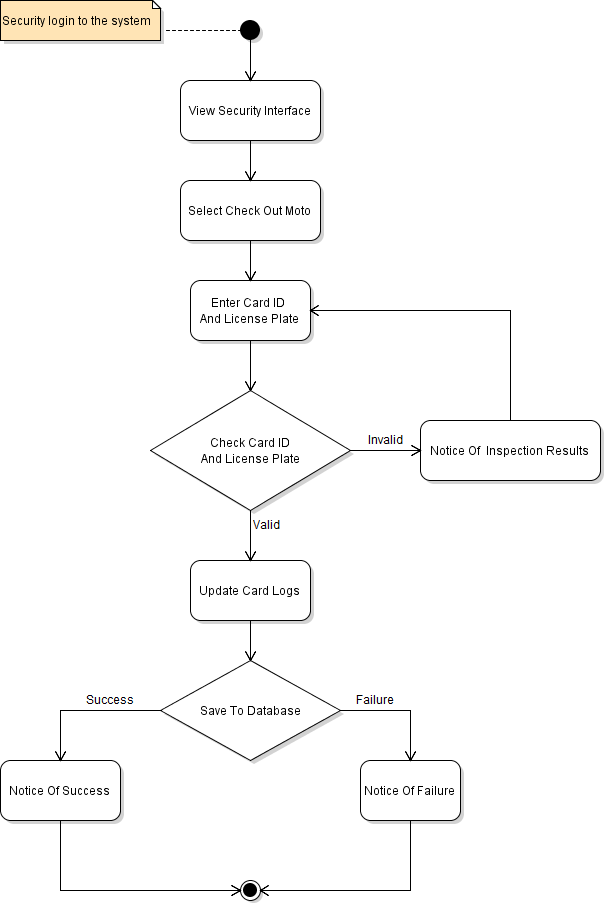 Security login to the system
View Security Interface
Select Check Out Moto
Enter Card ID
And License Plate
Check Card ID
And License Plate
Invalid
Notice Of Inspection Results
Valid
Update Card Logs
Save To Database
Success
Failure
Notice Of Success
Notice Of Failure